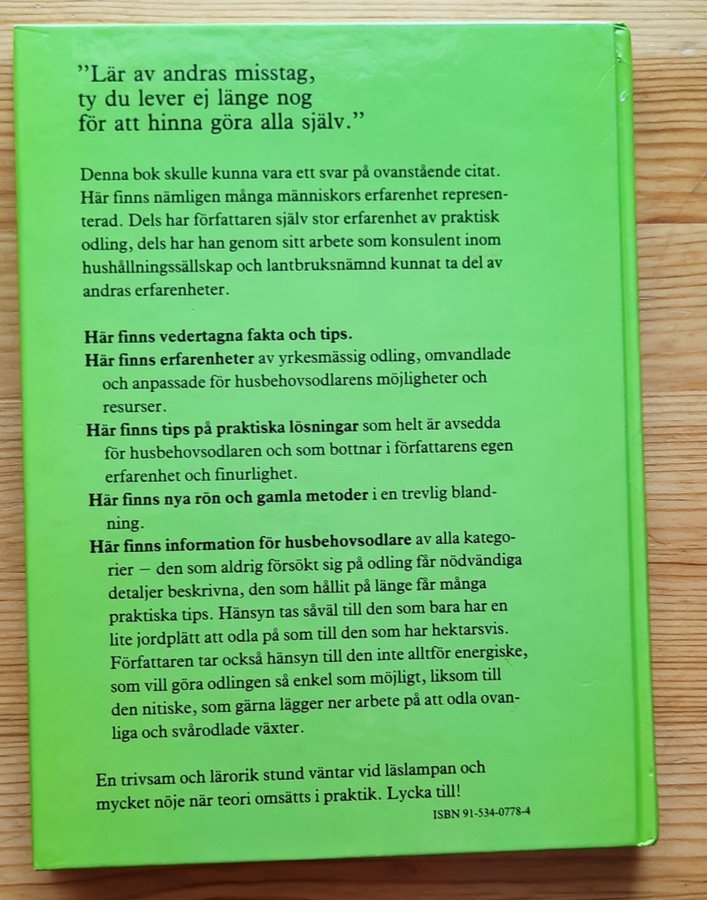 ”Lär av andras misstag,
ty du lever ej länge nog
för att hinna göra alla själv.”
Denna bok skulle kunna vara ett svar på ovanstående citat.
Här finns nämligen många människors erfarenhet represen-
terad. Dels har författaren själv stor erfarenhet av praktisk
odling, dels har han genom sitt arbete som konsulent inom
hushållningssällskap och lantbruksnämnd kunnat ta del av
andras erfarenheter.
Här finns vedertagna fakta och tips.
Här finns erfarenheter av yrkesmässig odling, omvandlade
och anpassade för husbehovsodlarens möjligheter och
resurser.
Här finns tips på praktiska lösningar som helt är avsedda
för husbehovsodlaren och som bottnar i författarens egen
erfarenhet och finurlighet.
Här finns nya rön och gamla metoder i en trevlig bland-
ning.
Här finns information för husbehovsodlare av alla katego-
rier – den som aldrig försökt sig på odling får nödvändiga
detaljer beskrivna, den som hållit på länge får många
praktiska tips. Hänsyn tas såväl till den som bara har en
lite jordplätt att odla på som till den som har hektarsvis.
Författaren tar också hänsyn till den inte alltför energiske,
som vill göra odlingen så enkel som möjligt, liksom till
den nitiske, som gärna lägger ner arbete på att odla ovan-
liga och svårodlade växter.
En trivsam och lärorik stund väntar vid läslampan och
mycket nöje när teori omsätts i praktik. Lycka till!
ISBN 91-534-0778-4